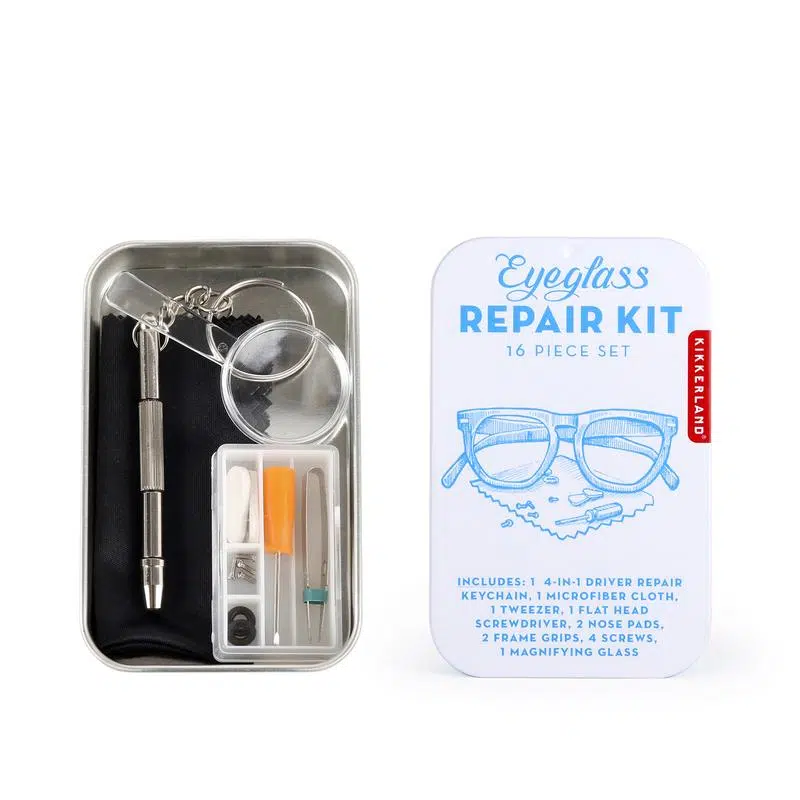 Eyeglass
REPAIR KIT
16 PIECE SET
KIKKERLAND®
INCLUDES: 1 4-IN-1 DRIVER REPAIR
KEYCHAIN, 1 MICROFIBER CLOTH,
1 TWEEZER, 1 FLAT HEAD
SCREWDRIVER, 2 NOSE PADS,
2 FRAME GRIPS, 4 SCREWS,
1 MAGNIFYING GLASS